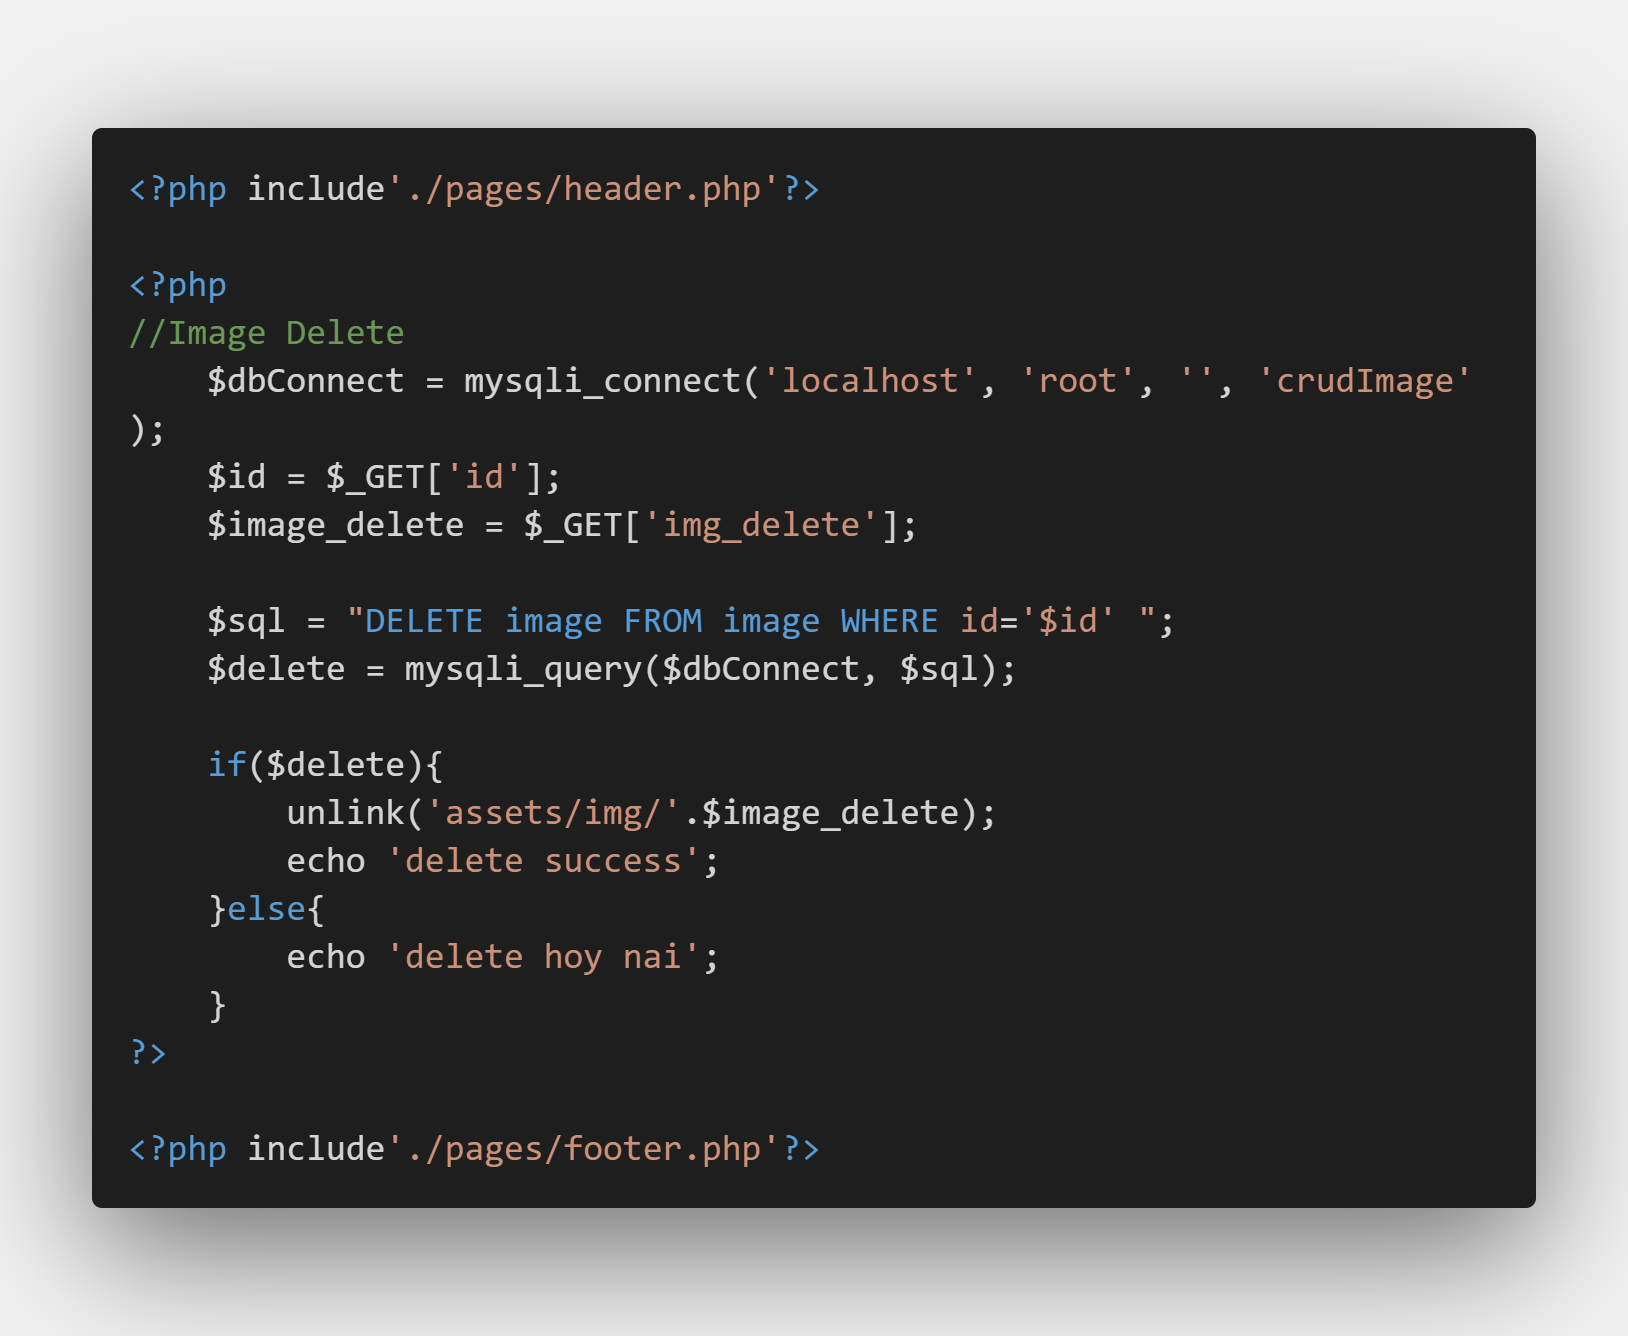 <?php include'./pages/header.php'?>

<?php
//Image Delete
    $dbConnect = mysqli_connect('localhost', 'root', '', 'crudImage'
);
    $id = $_GET['id'];
    $image_delete = $_GET['img_delete'];

    $sql = "DELETE image FROM image WHERE id='$id' ";
    $delete = mysqli_query($dbConnect, $sql);

    if($delete){
        unlink('assets/img/'.$image_delete);
        echo 'delete success';
    }else{
        echo 'delete hoy nai';
    }
?>

<?php include'./pages/footer.php'?>